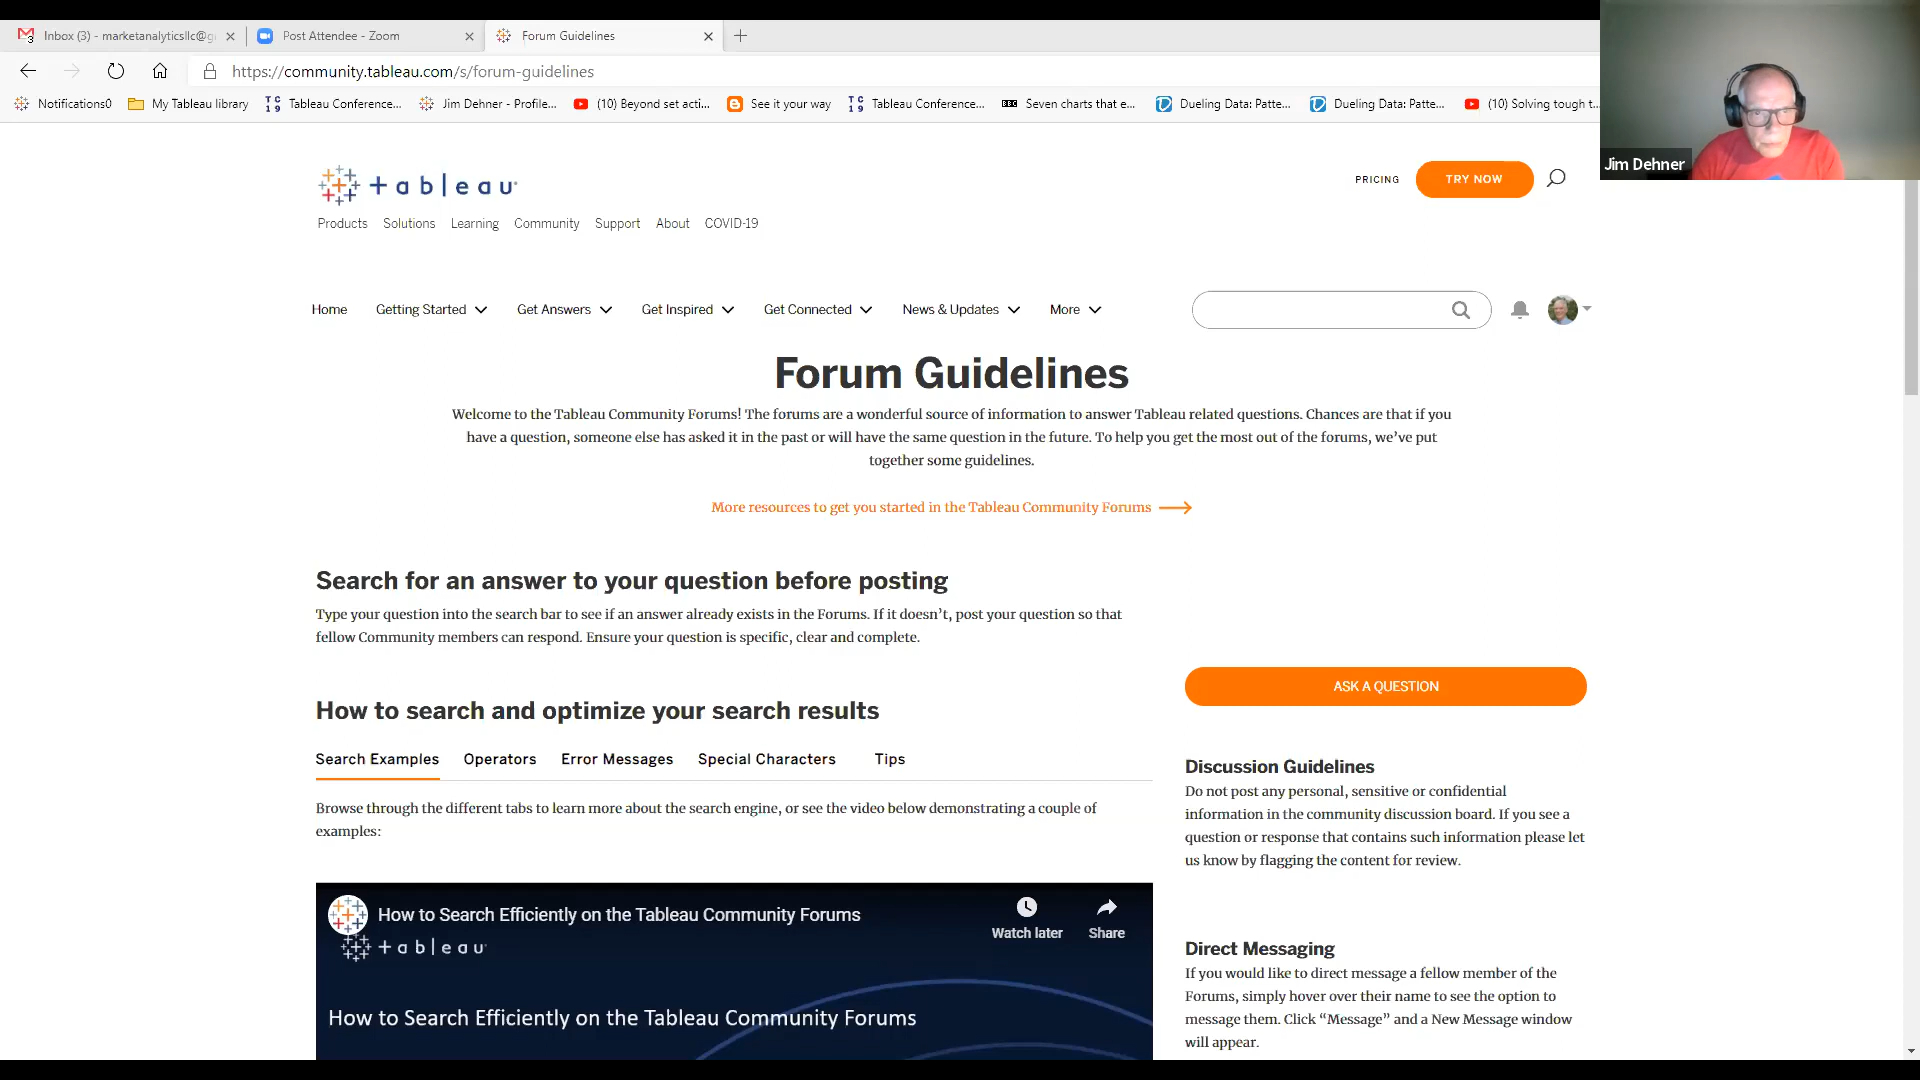 Inbox (3) - marketanalyticsllc@g
Post Attendee - Zoom
Forum Guidelines
https://community.tableau.com/s/forum-guidelines
Notifications0
My Tableau library
Tableau Conference...
Jim Dehner - Profile...
(10) Beyond set acti...
See it your way
Tableau Conference...
Seven charts that e...
Dueling Data: Patte...
Dueling Data: Patte...
(10) Solving tough t...
Jim Dehner
+ a b | e a u
PRICING
TRY NOW
Products
Solutions
Learning
Community
Support
About
COVID-19
Home
Getting Started
Get Answers
Get Inspired
Get Connected
News & Updates
More
Forum Guidelines
Welcome to the Tableau Community Forums! The forums are a wonderful source of information to answer Tableau related questions. Chances are that if you
have a question, someone else has asked it in the past or will have the same question in the future. To help you get the most out of the forums, we’ve put
together some guidelines.
More resources to get you started in the Tableau Community Forums
Search for an answer to your question before posting
Type your question into the search bar to see if an answer already exists in the Forums. If it doesn’t, post your question so that
fellow Community members can respond. Ensure your question is specific, clear and complete.
How to search and optimize your search results
Search Examples
Operators
Error Messages
Special Characters
Tips
Browse through the different tabs to learn more about the search engine, or see the video below demonstrating a couple of
examples:
How to Search Efficiently on the Tableau Community Forums
+ a b | e a u
Watch later
Share
How to Search Efficiently on the Tableau Community Forums
ASK A QUESTION
Discussion Guidelines
Do not post any personal, sensitive or confidential
information in the community discussion board. If you see a
question or response that contains such information please let
us know by flagging the content for review.
Direct Messaging
If you would like to direct message a fellow member of the
Forums, simply hover over their name to see the option to
message them. Click “Message” and a New Message window
will appear.